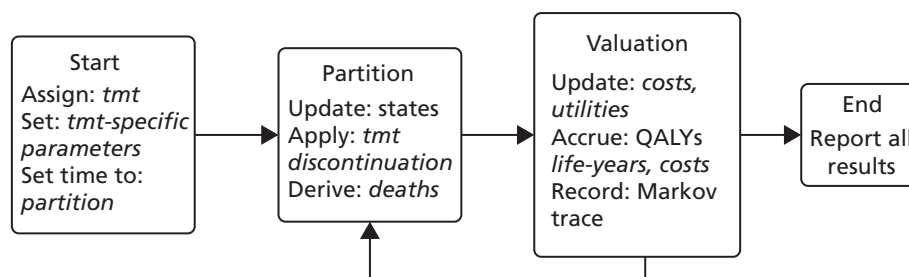 Start
Assign: tmt
Set: tmt-specific
parameters
Set time to:
partition
Partition
Update: states
Apply: tmt
discontinuation
Derive: deaths
Valuation
Update: costs,
utilities
Accrue: QALYs
life-years, costs
Record: Markov
trace
End
Report all
results